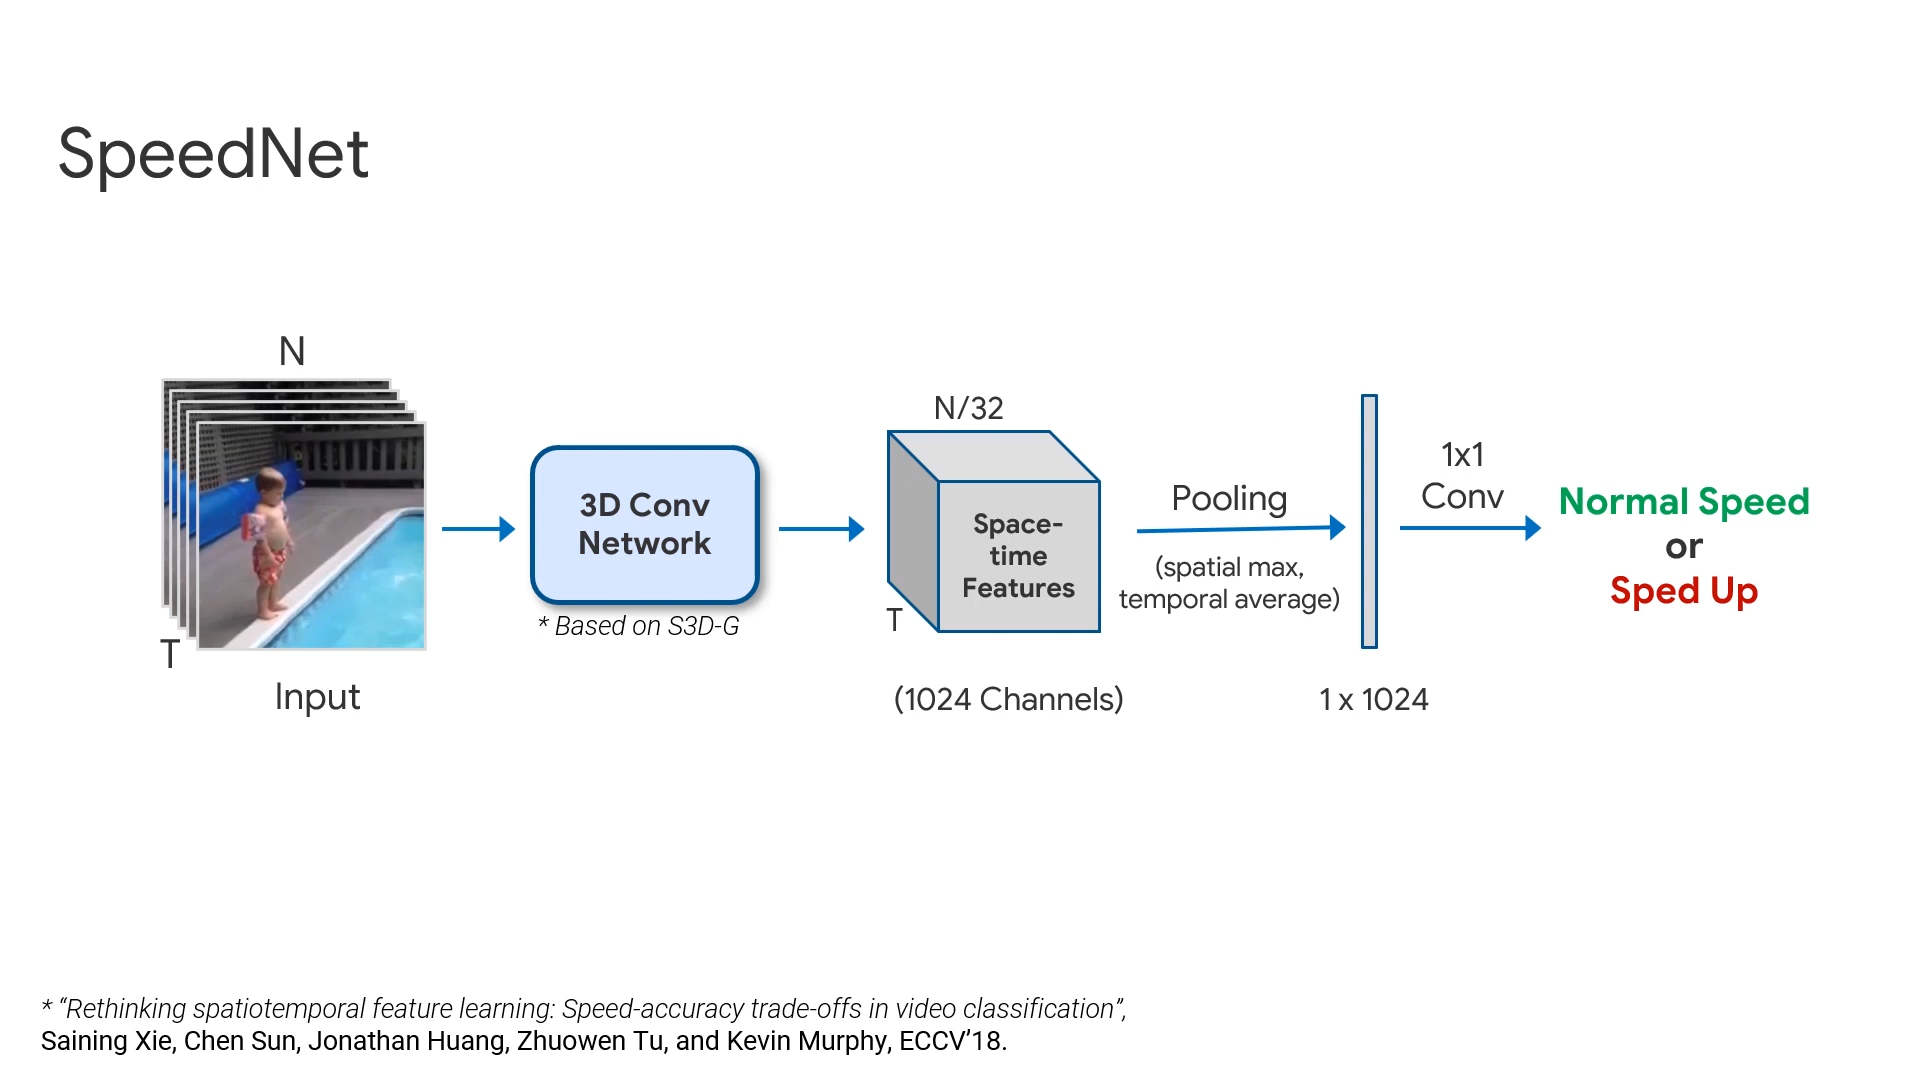 SpeedNet
N
T
Input
3D Conv
Network
* Based on S3D-G
N/32
Space-
time
Features
T
(1024 Channels)
Pooling
(spatial max,
temporal average)
1 x 1024
1x1
Conv
Normal Speed
or
Sped Up
* “Rethinking spatiotemporal feature learning: Speed-accuracy trade-offs in video classification”,
Saining Xie, Chen Sun, Jonathan Huang, Zhuowen Tu, and Kevin Murphy, ECCV’18.